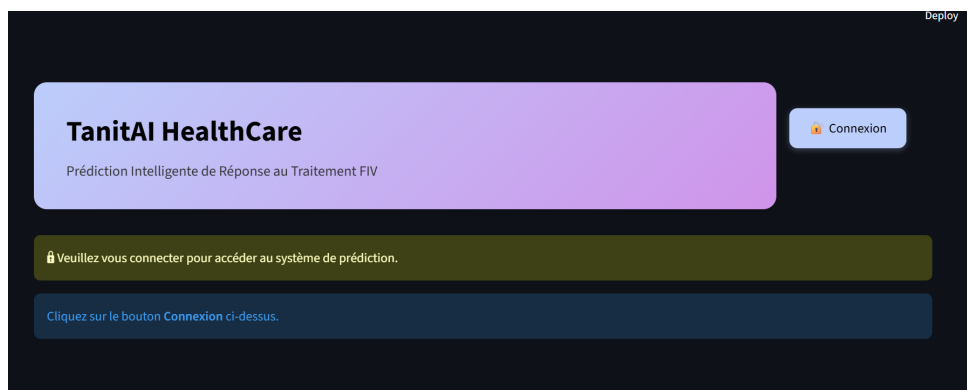 Deploy
TanitAI HealthCare
Prédiction Intelligente de Réponse au Traitement FIV
Connexion
Veuillez vous connecter pour accéder au système de prédiction.
Cliquez sur le bouton Connexion ci-dessus.